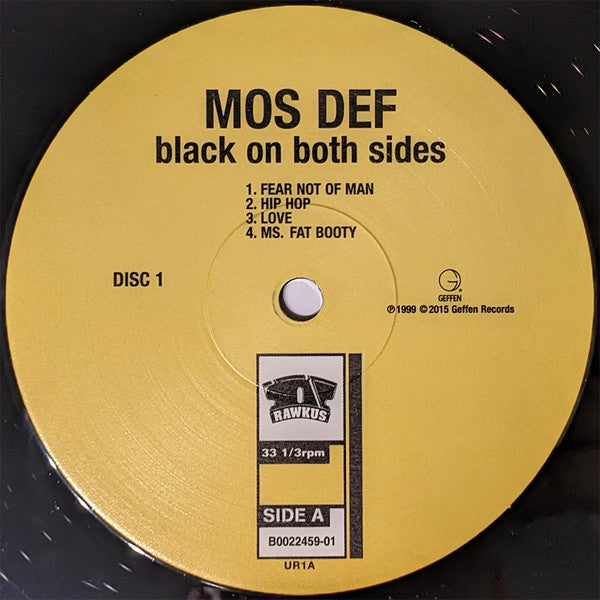 MOS DEF
black on both sides
1. FEAR NOT OF MAN
2. HIP HOP
3. LOVE
4. MS. FAT BOOTY
DISC 1
G®
GEFFEN
℗1999 ©2015 Geffen Records
RAWKUS
33 1/3rpm
SIDE A
B0022459-01
UR1A